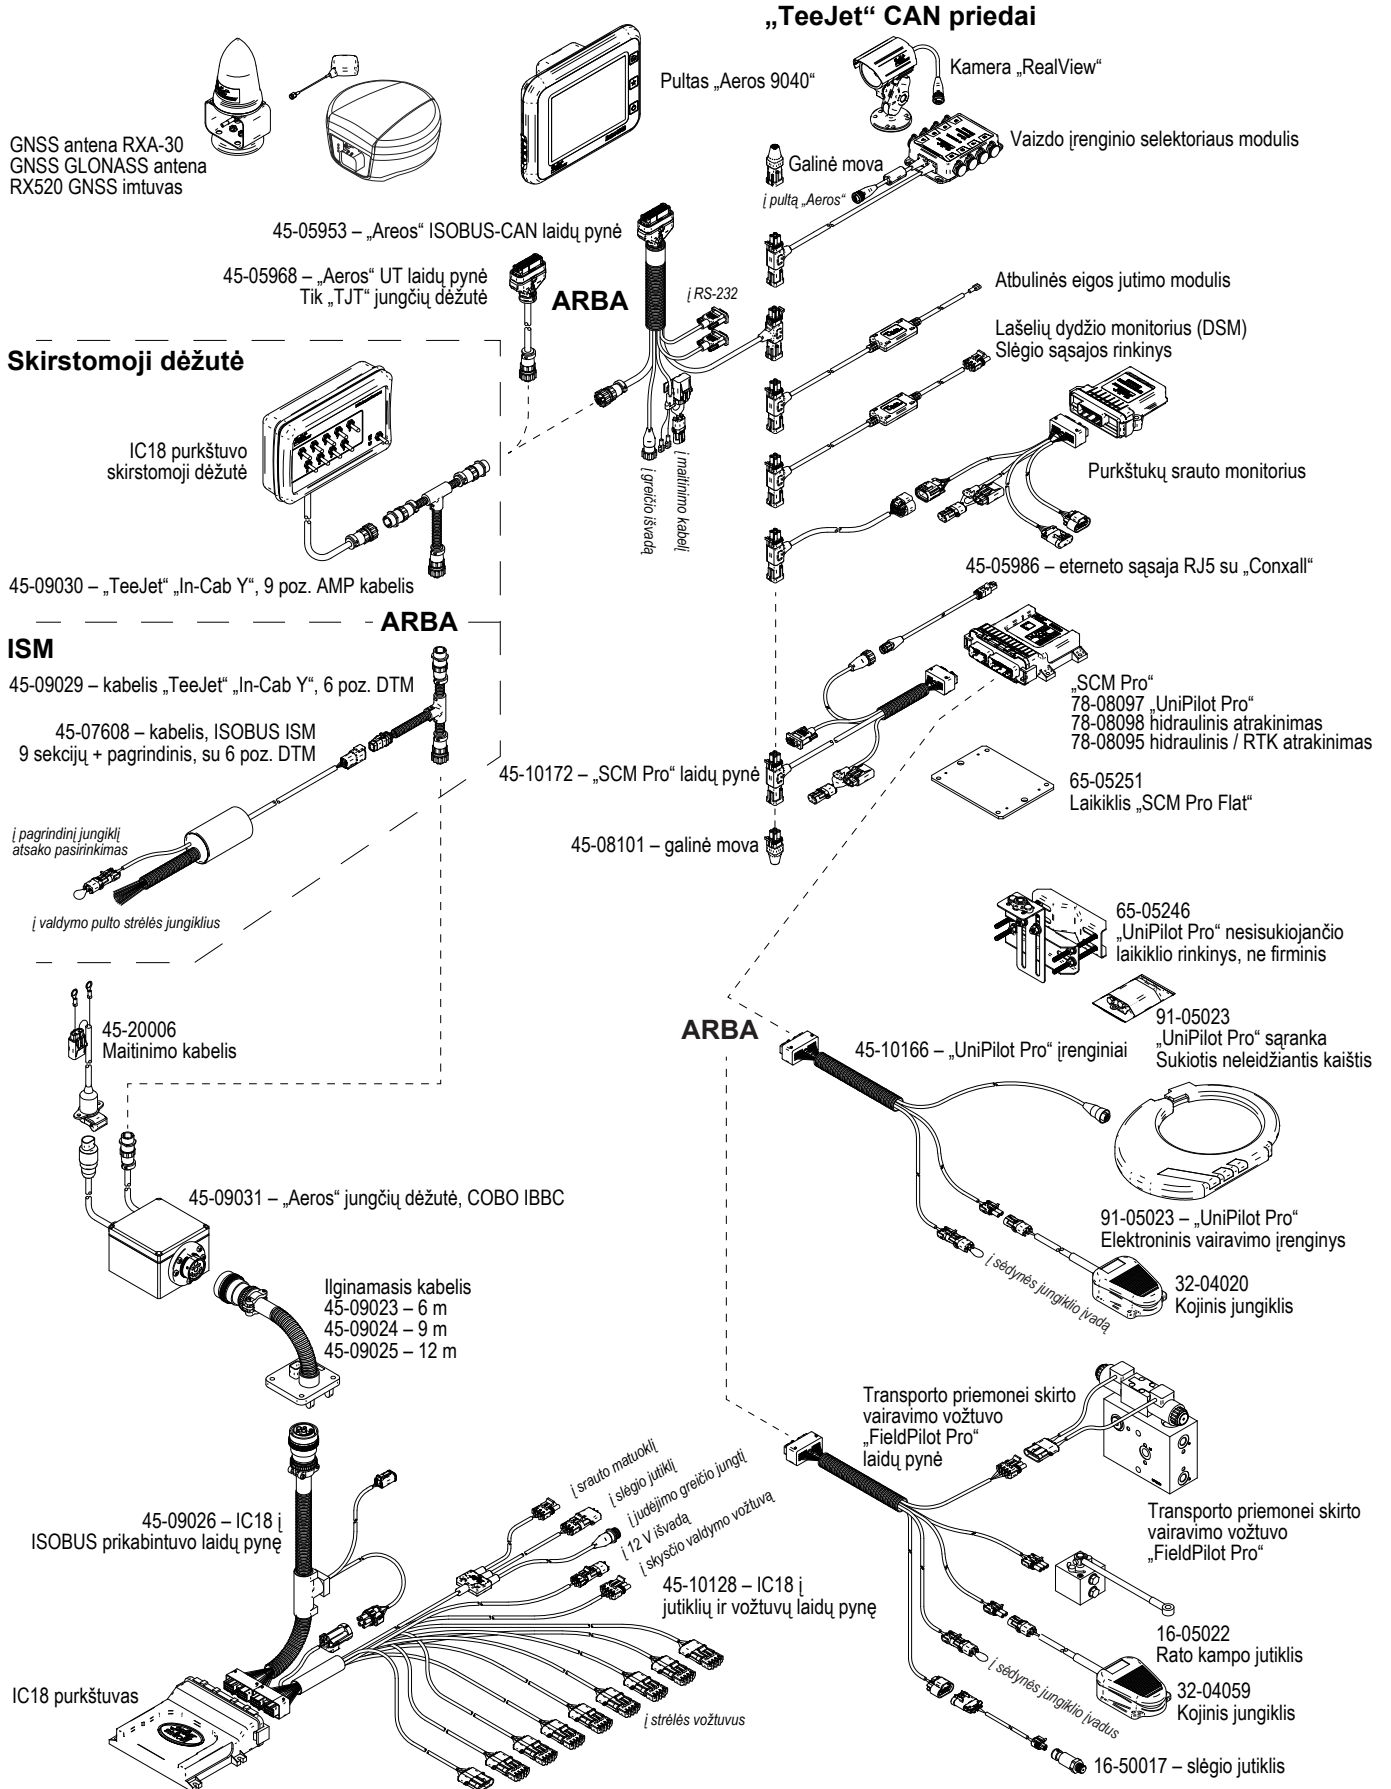 „TeeJet“ CAN priedai
Pultas „Aeros 9040“
Kamera „RealView“
GNSS antena RXA-30
GNSS GLONASS antena
RX520 GNSS imtuvas
Vaizdo įrenginio selektoriaus modulis
Galinė mova
į pultą „Aeros“
45-05953 – „Areos“ ISOBUS-CAN laidų pynė
45-05968 – „Aeros“ UT laidų pynė
Tik „TJT“ jungčių dėžutė
ARBA
į RS-232
Atbulinės eigos jutimo modulis
Lašelių dydžio monitorius (DSM)
Slėgio sąsajos rinkinys
Skirstomoji dėžutė
IC18 purkštuvo
skirstomoji dėžutė
į greičio išvadą
į maitinimo kabelį
Purkštukų srauto monitorius
45-09030 – „TeeJet“ „In-Cab Y“, 9 poz. AMP kabelis
45-05986 – eterneto sąsaja RJ5 su „Conxall“
ARBA
ISM
45-09029 – kabelis „TeeJet“ „In-Cab Y“, 6 poz. DTM
45-07608 – kabelis, ISOBUS ISM
9 sekcijų + pagrindinis, su 6 poz. DTM
„SCM Pro“
78-08097 „UniPilot Pro“
78-08098 hidraulinis atrakinimas
78-08095 hidraulinis / RTK atrakinimas
45-10172 – „SCM Pro“ laidų pynė
65-05251
Laikiklis „SCM Pro Flat“
45-08101 – galinė mova
į pagrindinį jungiklį
atsako pasirinkimas
į valdymo pulto strėlės jungiklius
65-05246
„UniPilot Pro“ nesisukiojančio
laikiklio rinkinys, ne firminis
45-20006
Maitinimo kabelis
ARBA
91-05023
„UniPilot Pro“ sąranka
Sukiotis neleidžiantis kaištis
45-10166 – „UniPilot Pro“ įrenginiai
45-09031 – „Aeros“ jungčių dėžutė, COBO IBBC
91-05023 – „UniPilot Pro“
Elektroninis vairavimo įrenginys
į sėdynės jungiklio įvadą
32-04020
Kojinis jungiklis
Ilginamasis kabelis
45-09023 – 6 m
45-09024 – 9 m
45-09025 – 12 m
Transporto priemonei skirto
vairavimo vožtuvo
„FieldPilot Pro“
laidų pynė
į srauto matuoklį
į slėgio jutiklį
į judėjimo greičio jungtį
į 12 V išvadą
į skysčio valdymo vožtuvą
45-09026 – IC18 į
ISOBUS prikabintuvo laidų pynę
Transporto priemonei skirto
vairavimo vožtuvo
„FieldPilot Pro“
45-10128 – IC18 į
jutiklių ir vožtuvų laidų pynę
16-05022
Rato kampo jutiklis
į sėdynės jungiklio įvadus
32-04059
Kojinis jungiklis
IC18 purkštuvas
į strėlės vožtuvus
16-50017 – slėgio jutiklis